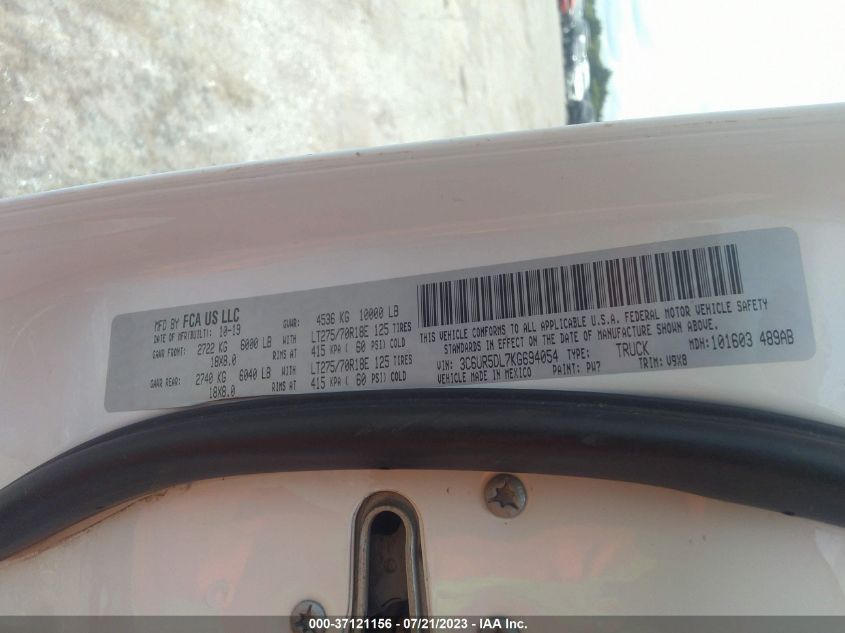 MFD BY FCA US LLC
DATE OF MFR(BUILT): 10-19 GVWR: 4536 KG 10000 LB
GAWR FRONT: 2722 KG 6000 LB WITH LT275/70R18E 125 TIRES
18X8.0 RIMS AT 415 KPA ( 60 PSI) COLD
GAWR REAR: 2740 KG 6040 LB WITH LT275/70R18E 125 TIRES
18X8.0 RIMS AT 415 KPA ( 60 PSI) COLD
THIS VEHICLE CONFORMS TO ALL APPLICABLE U.S.A. FEDERAL MOTOR VEHICLE SAFETY
STANDARDS IN EFFECT ON THE DATE OF MANUFACTURE SHOWN ABOVE.
VIN: 3C6UR5DL7KG694054 TYPE: TRUCK MDH: 101603 489AB
VEHICLE MADE IN MEXICO PAINT: PW7 TRIM: V9X8
000-37121156 - 07/21/2023 - IAA Inc.